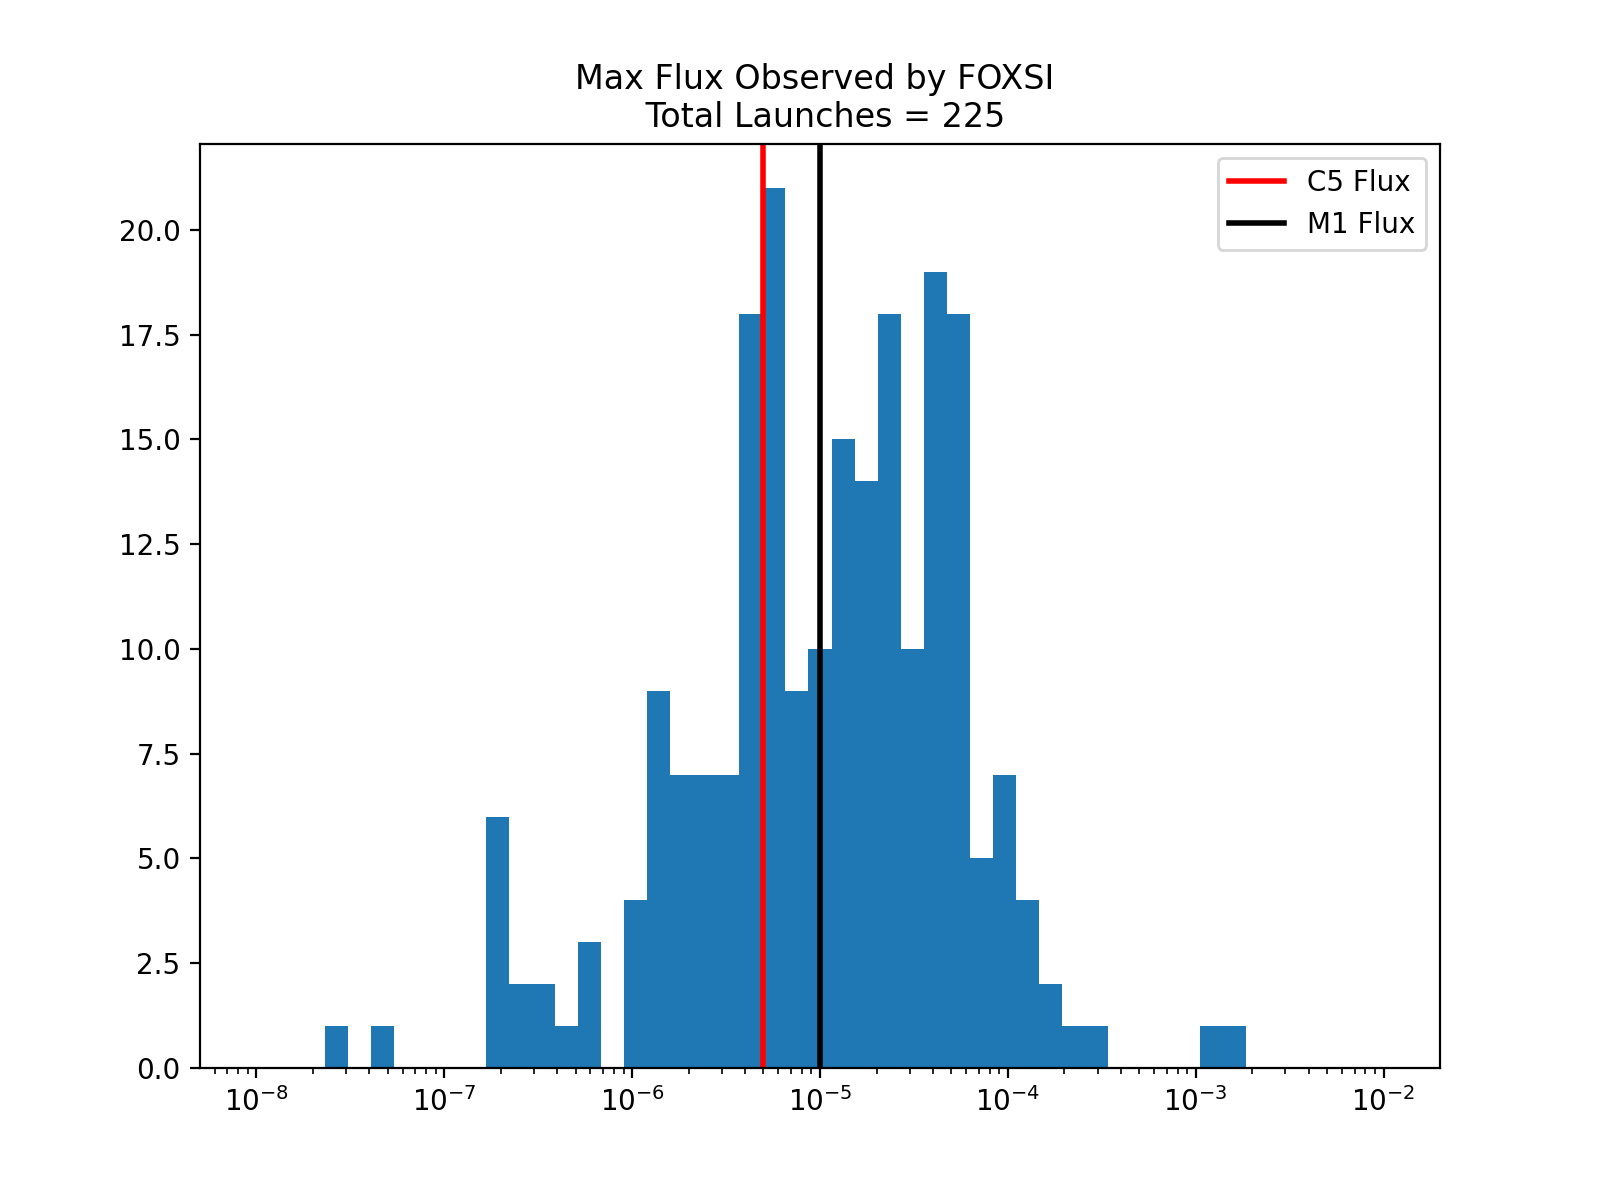 Max Flux Observed by FOXSI
Total Launches = 225
C5 Flux
M1 Flux
20.0
17.5
15.0
12.5
10.0
7.5
5.0
2.5
0.0
10⁻⁸ 10⁻⁷ 10⁻⁶ 10⁻⁵ 10⁻⁴ 10⁻³ 10⁻²